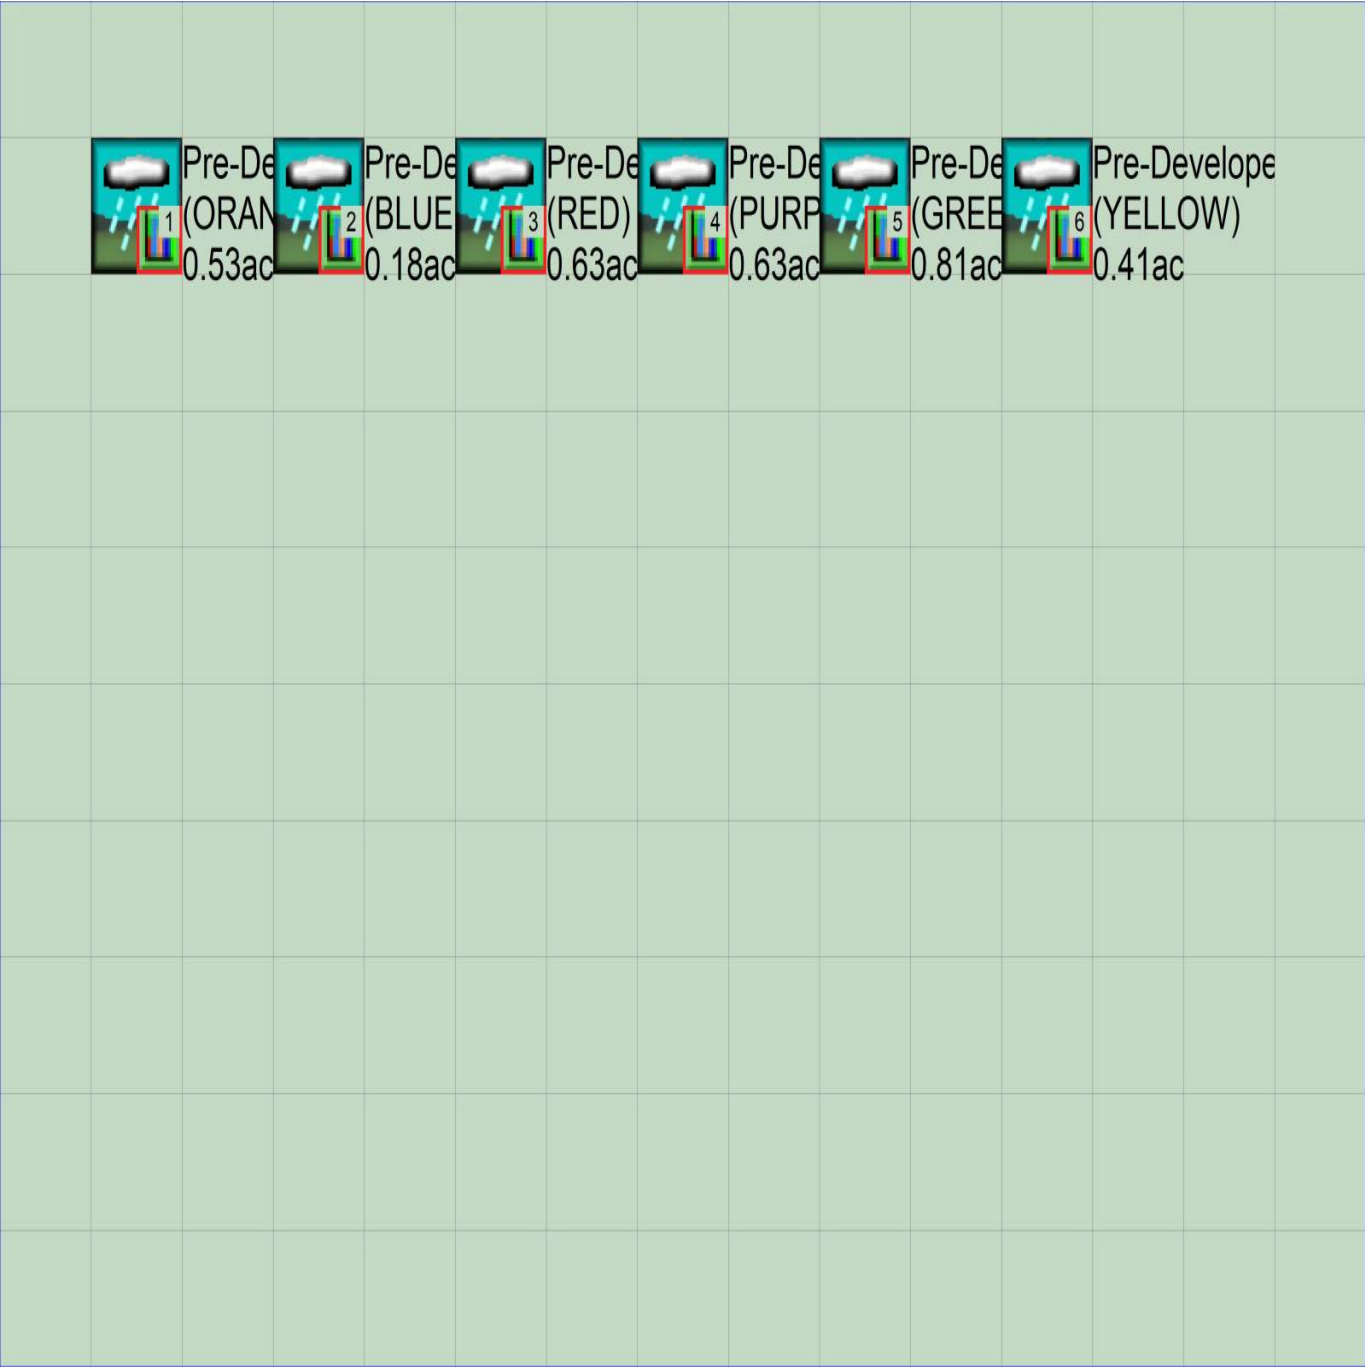 1 Pre-De
(ORAN
0.53ac
2 Pre-De
(BLUE
0.18ac
3 Pre-De
(RED)
0.63ac
4 Pre-De
(PURP
0.63ac
5 Pre-De
(GREE
0.81ac
6 Pre-Develope
(YELLOW)
0.41ac